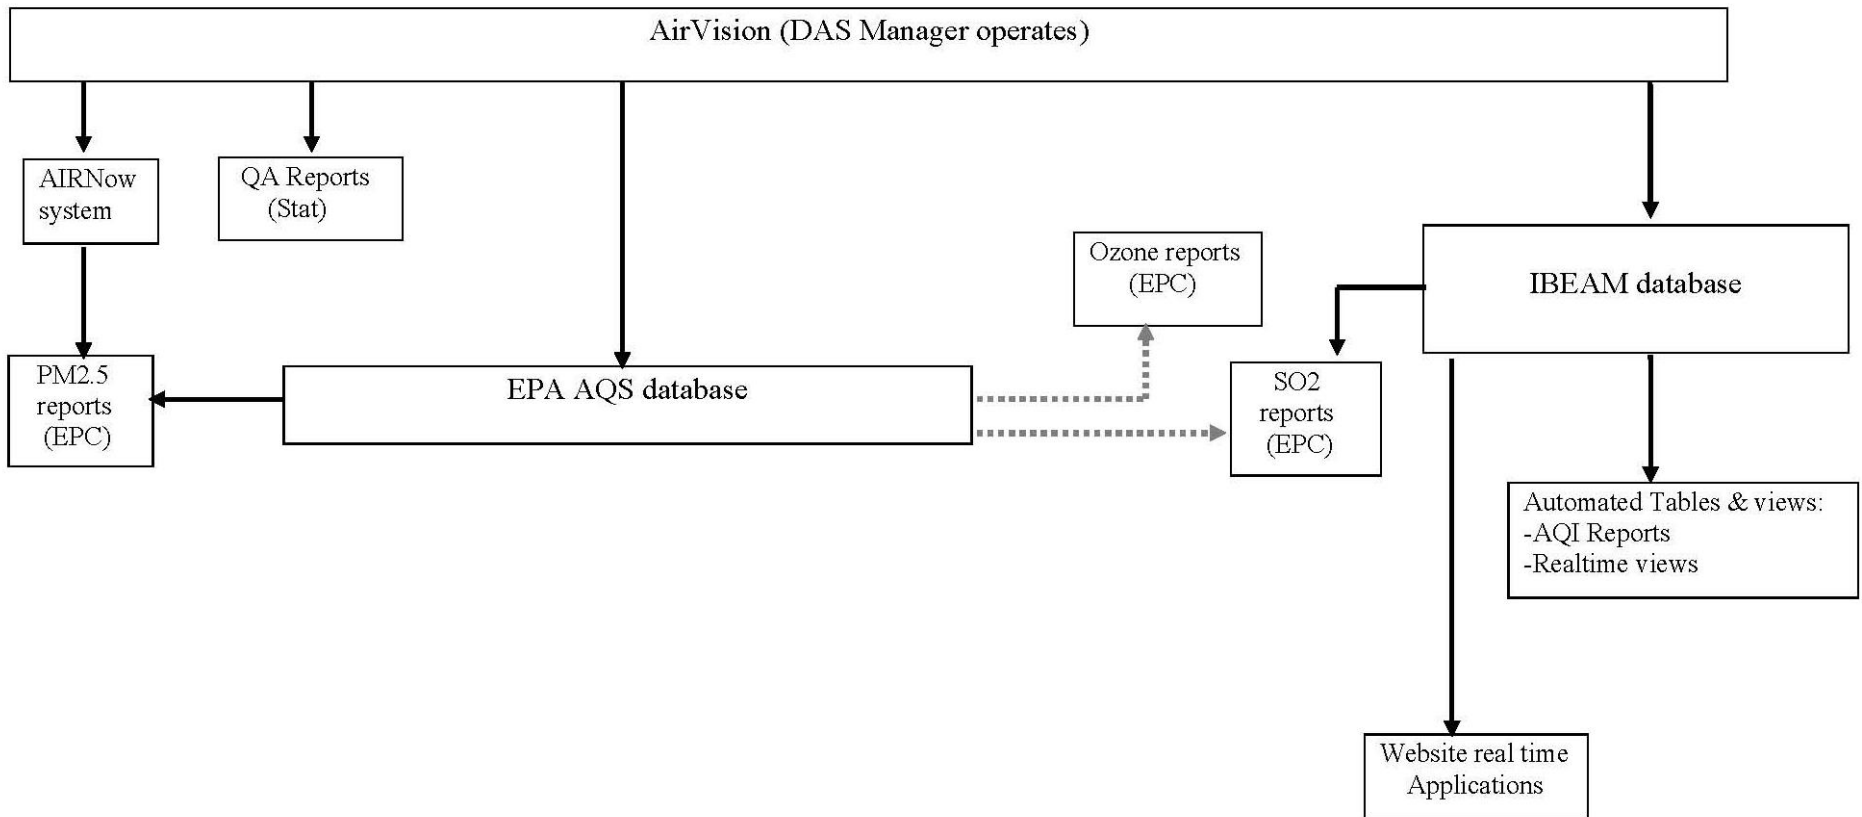 AirVision (DAS Manager operates)
AIRNow
system
QA Reports
(Stat)
Ozone reports
(EPC)
IBEAM database
PM2.5
reports
(EPC)
EPA AQS database
SO2
reports
(EPC)
Automated Tables & views:
-AQI Reports
-Realtime views
Website real time
Applications